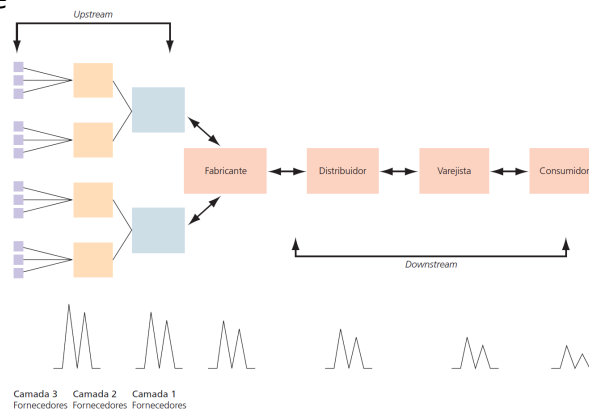 Upstream
Fabricante
Distribuidor
Varejista
Consumidor
Downstream
Camada 3
Fornecedores
Camada 2
Fornecedores
Camada 1
Fornecedores